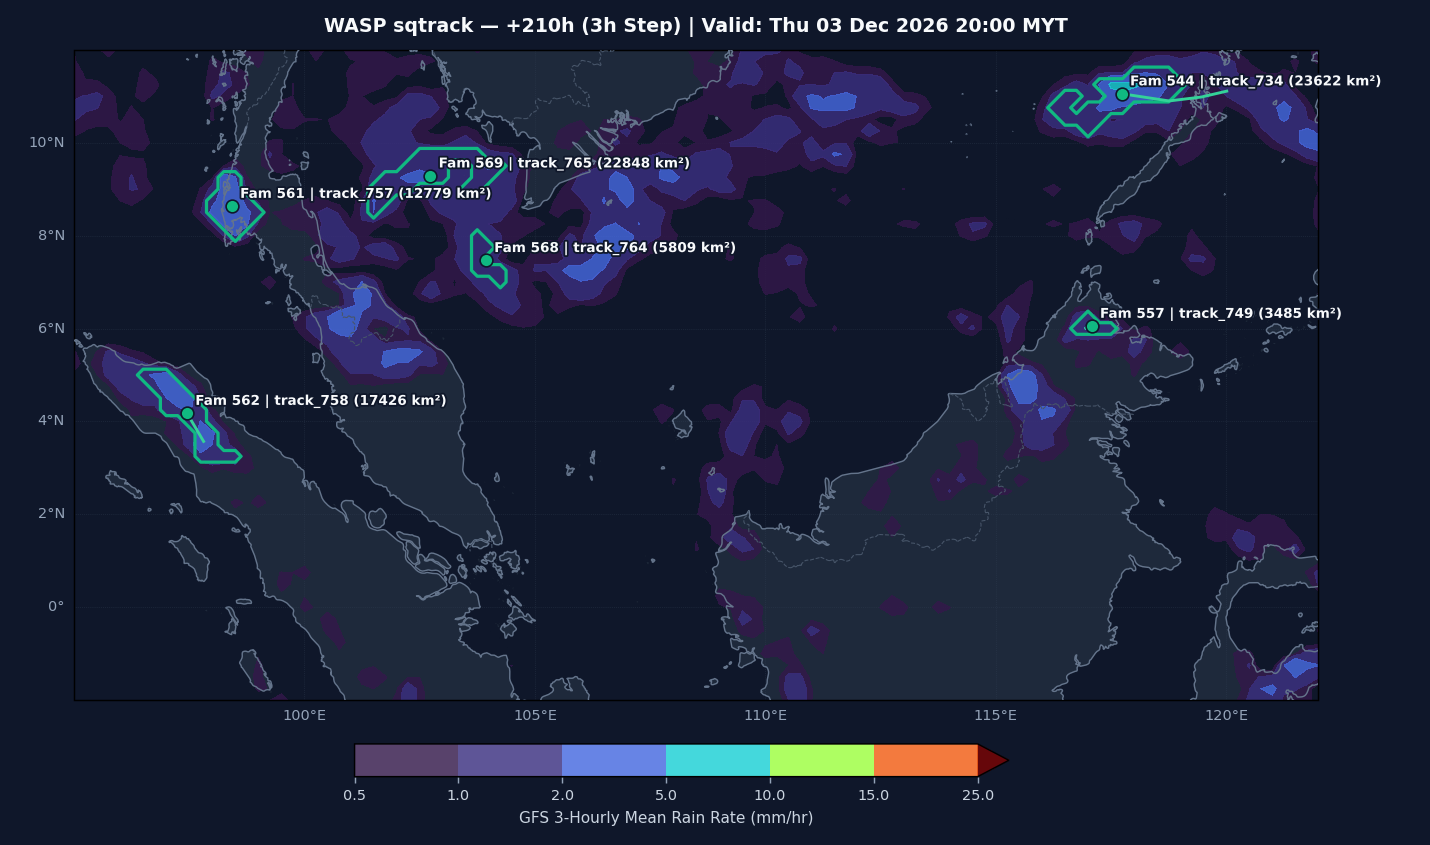 WASP sqtrack — +210h (3h Step) | Valid: Thu 03 Dec 2026 20:00 MYT
Fam 544 | track_734 (23622 km²)
10°N
Fam 569 | track_765 (22848 km²)
Fam 561 | track_757 (12779 km²)
8°N
Fam 568 | track_764 (5809 km²)
6°N
Fam 557 | track_749 (3485 km²)
4°N
Fam 562 | track_758 (17426 km²)
2°N
0°
100°E 105°E 110°E 115°E 120°E
0.5 1.0 2.0 5.0 10.0 15.0 25.0
GFS 3-Hourly Mean Rain Rate (mm/hr)